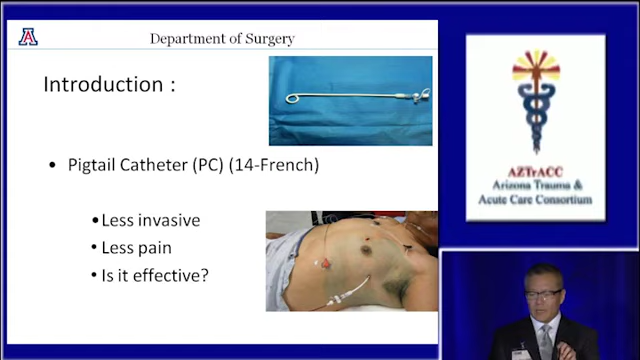 A
Department of Surgery
Introduction :
• Pigtail Catheter (PC) (14-French)
•Less invasive
• Less pain
• Is it effective?
AZTrACC
Arizona Trauma &
Acute Care Consortium